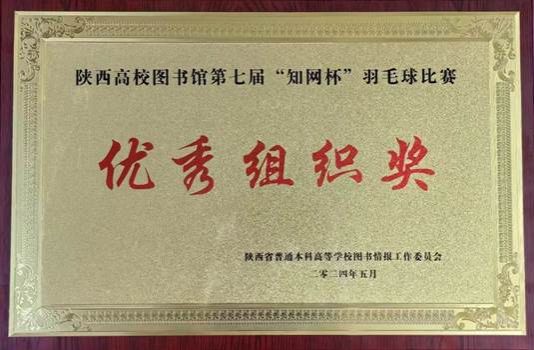 陕西高校图书馆第七届“知网杯”羽毛球比赛
优秀组织奖
陕西省普通本科高等学校图书情报工作委员会
二零二四年五月